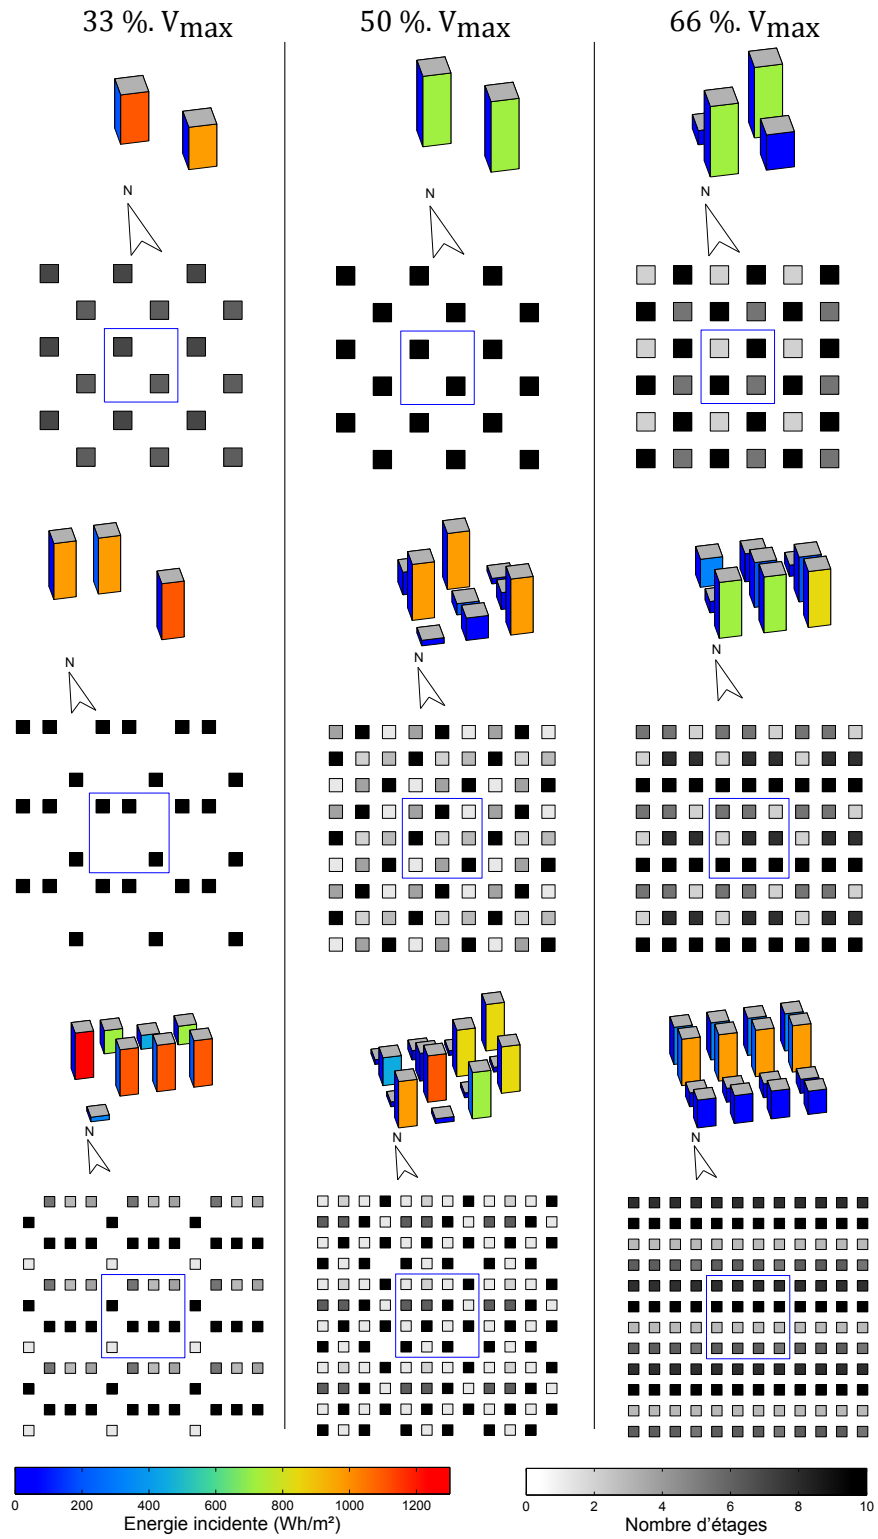 33 %. Vmax
50 %. Vmax
66 %. Vmax
N
N
N
N
N
N
N
N
N
0 200 400 600 800 1000 1200
Energie incidente (Wh/m²)
0 2 4 6 8 10
Nombre d'étages